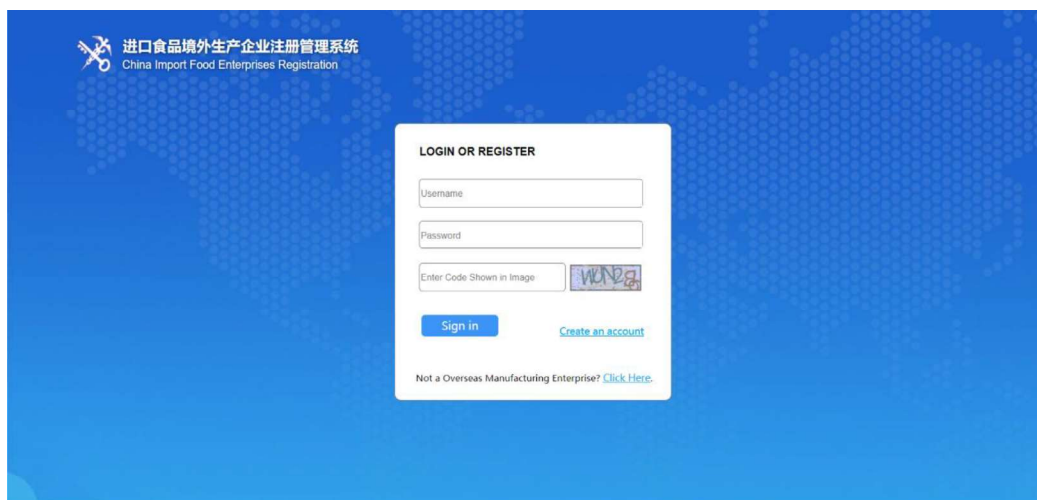 进口食品境外生产企业注册管理系统
China Import Food Enterprises Registration
LOGIN OR REGISTER
Username
Password
Enter Code Shown in Image
Sign in
Create an account
Not a Overseas Manufacturing Enterprise? Click Here.